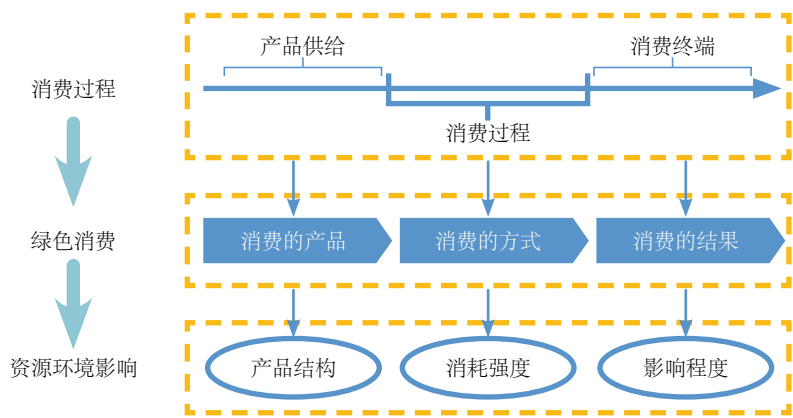 产品供给
消费终端
消费过程
消费过程
绿色消费
消费的产品
消费的方式
消费的结果
资源环境影响
产品结构
消耗强度
影响程度